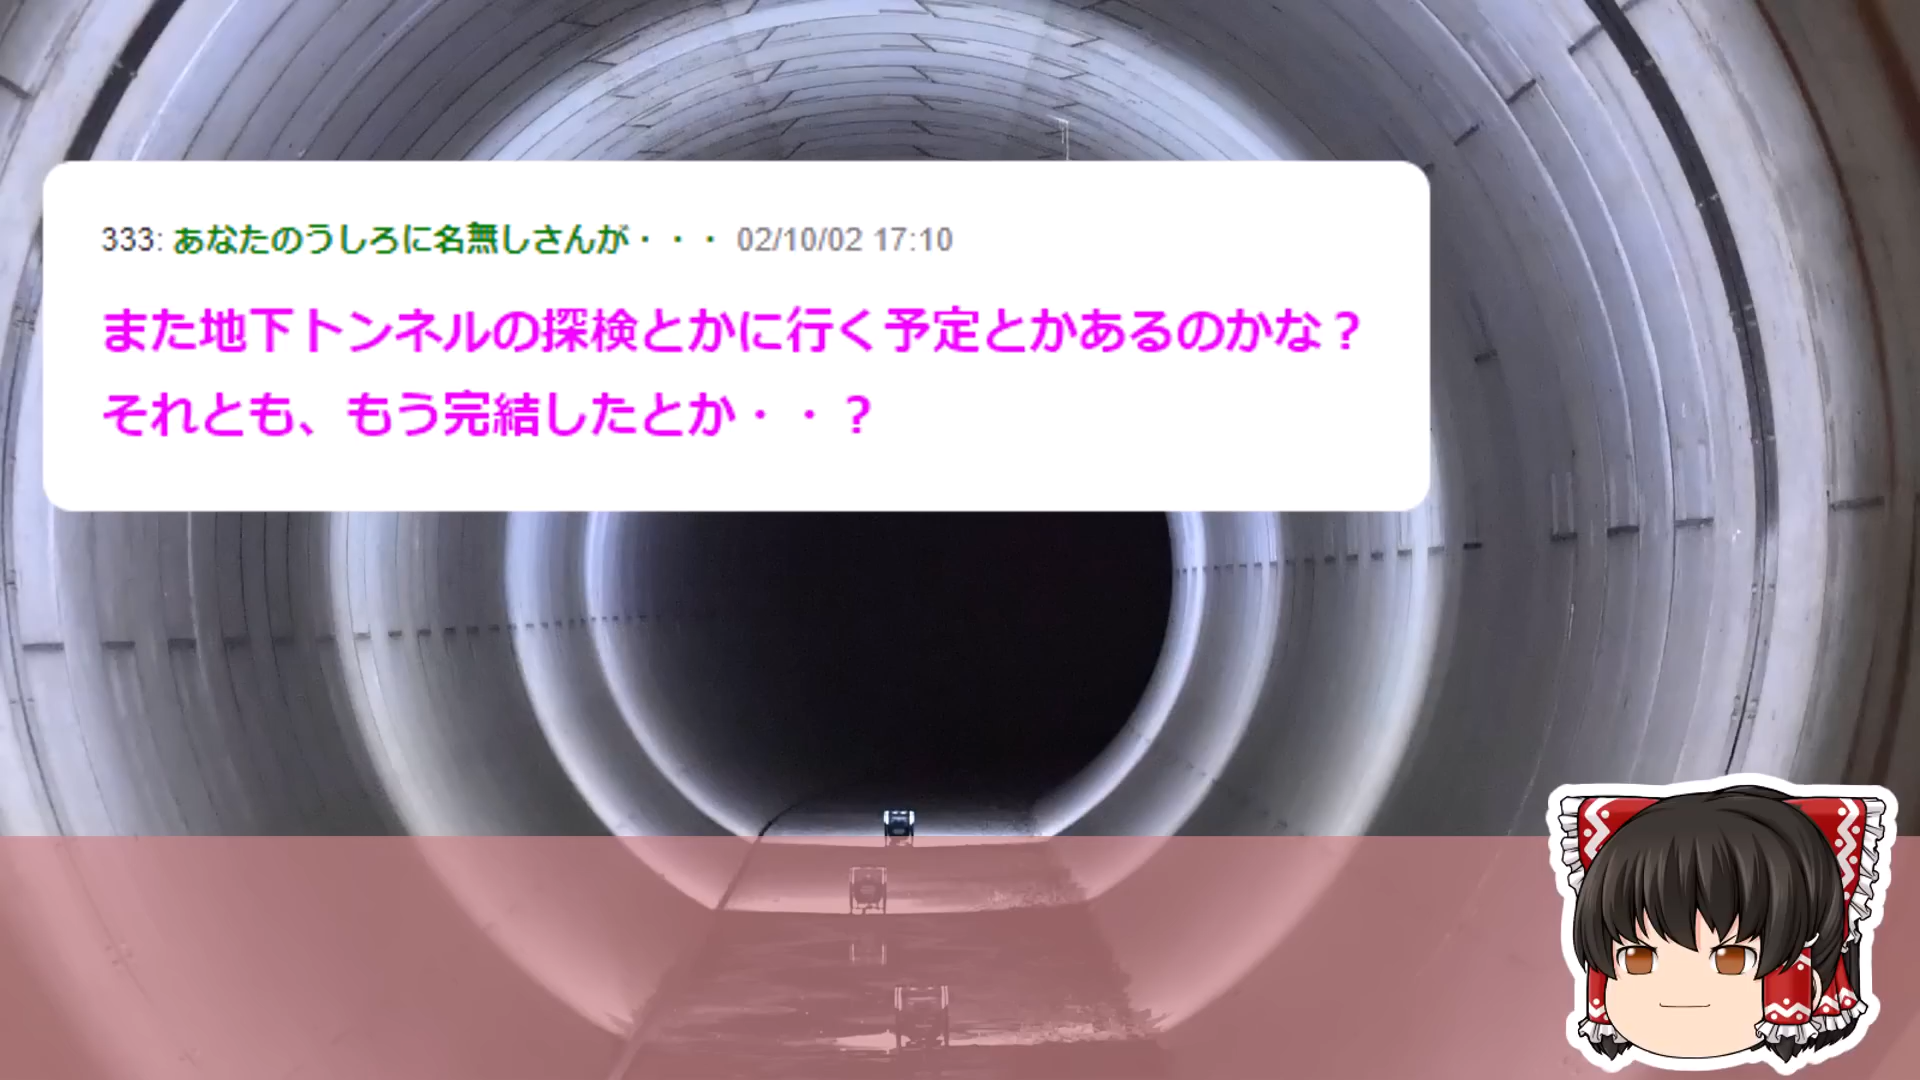 333: あなたのうしろに名無しさんが・・・ 02/10/02 17:10
また地下トンネルの探検とかに行く予定とかあるのかな？
それとも、もう完結したとか・・？